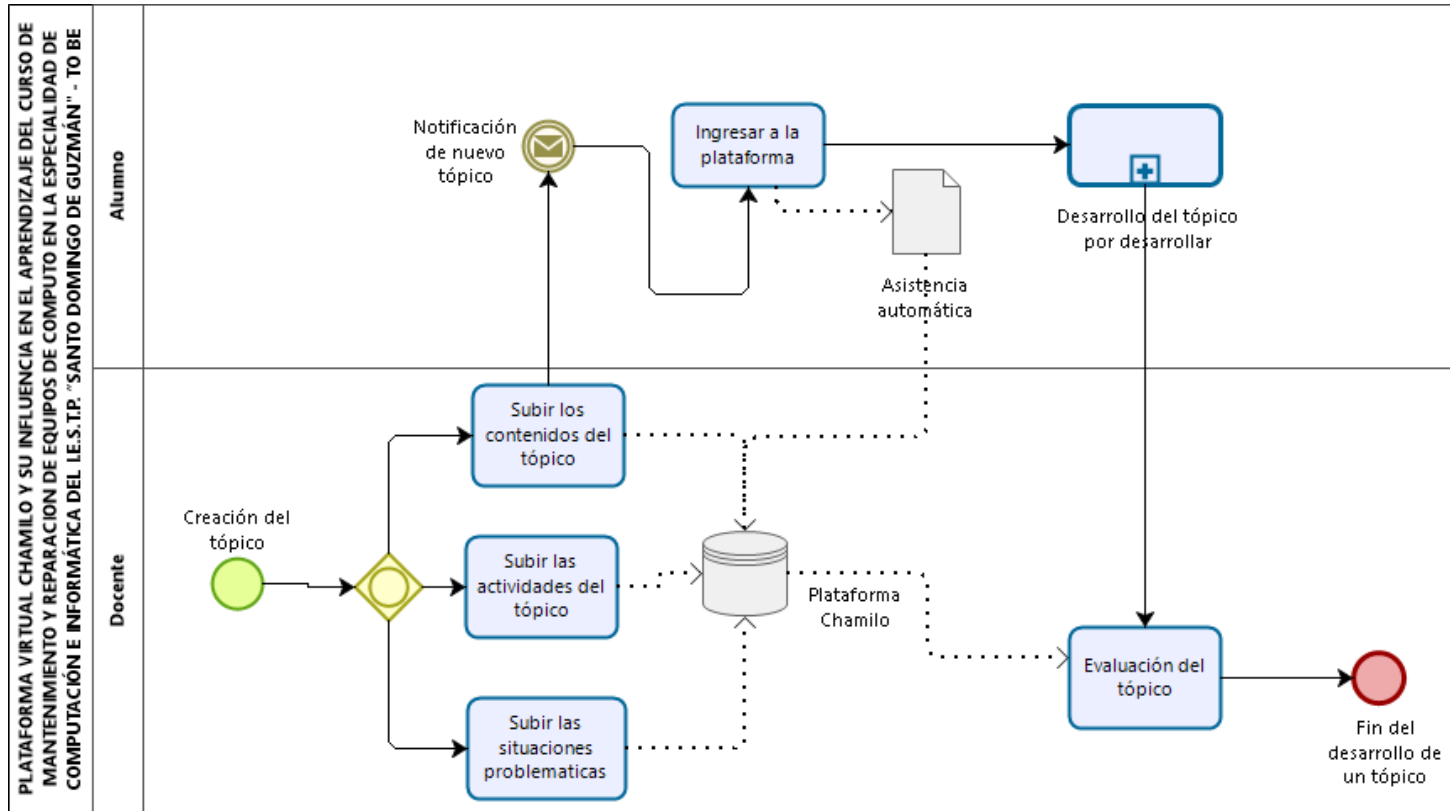 PLATAFORMA VIRTUAL CHAMILO Y SU INFLUENCIA EN EL APRENDIZAJE DEL CURSO DE
MANTENIMIENTO Y REPARACION DE EQUIPOS DE COMPUTO EN LA ESPECIALIDAD DE
COMPUTACIÓN E INFORMÁTICA DEL I.E.S.T.P. "SANTO DOMINGO DE GUZMÁN" - TO BE
Alumno
Notificación
de nuevo
tópico
Ingresar a la
plataforma
Asistencia
automática
Desarrollo del tópico
por desarrollar
Docente
Creación del
tópico
Subir los
contenidos del
tópico
Subir las
actividades del
tópico
Subir las
situaciones
problematicas
Plataforma
Chamilo
Evaluación del
tópico
Fin del
desarrollo de
un tópico